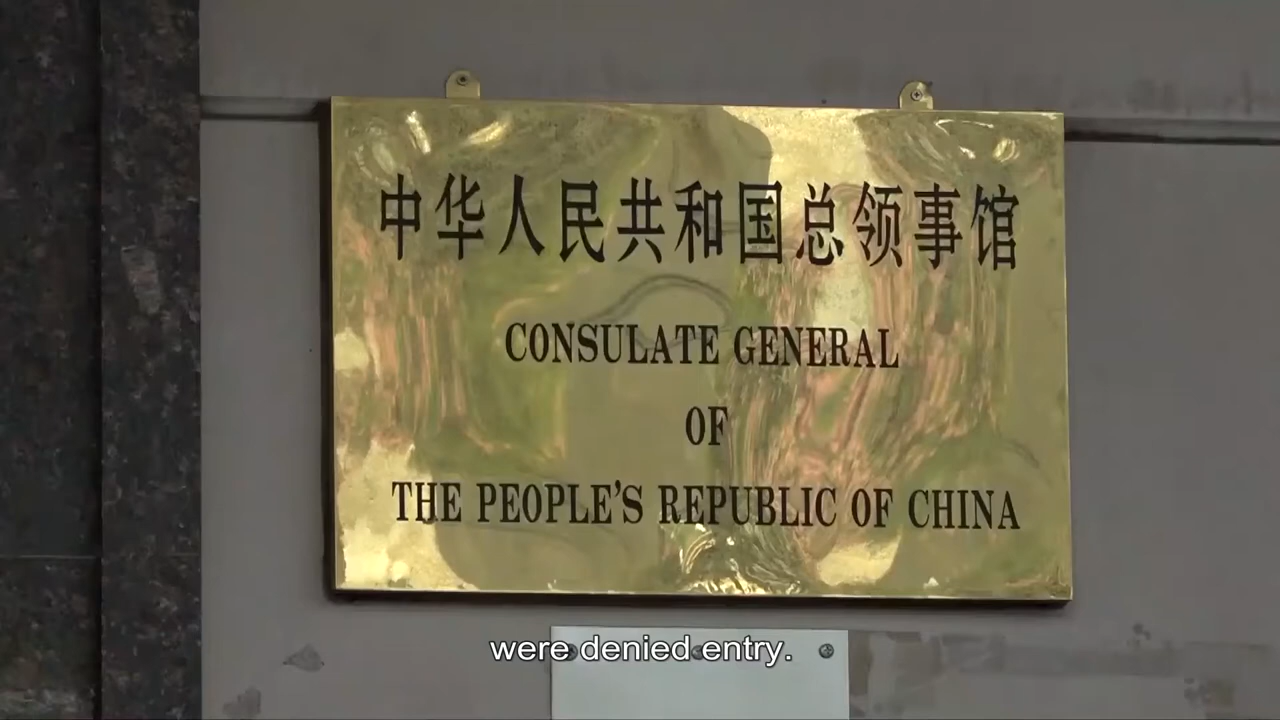 中华人民共和国总领事馆
CONSULATE GENERAL
OF
THE PEOPLE'S REPUBLIC OF CHINA
were denied entry.